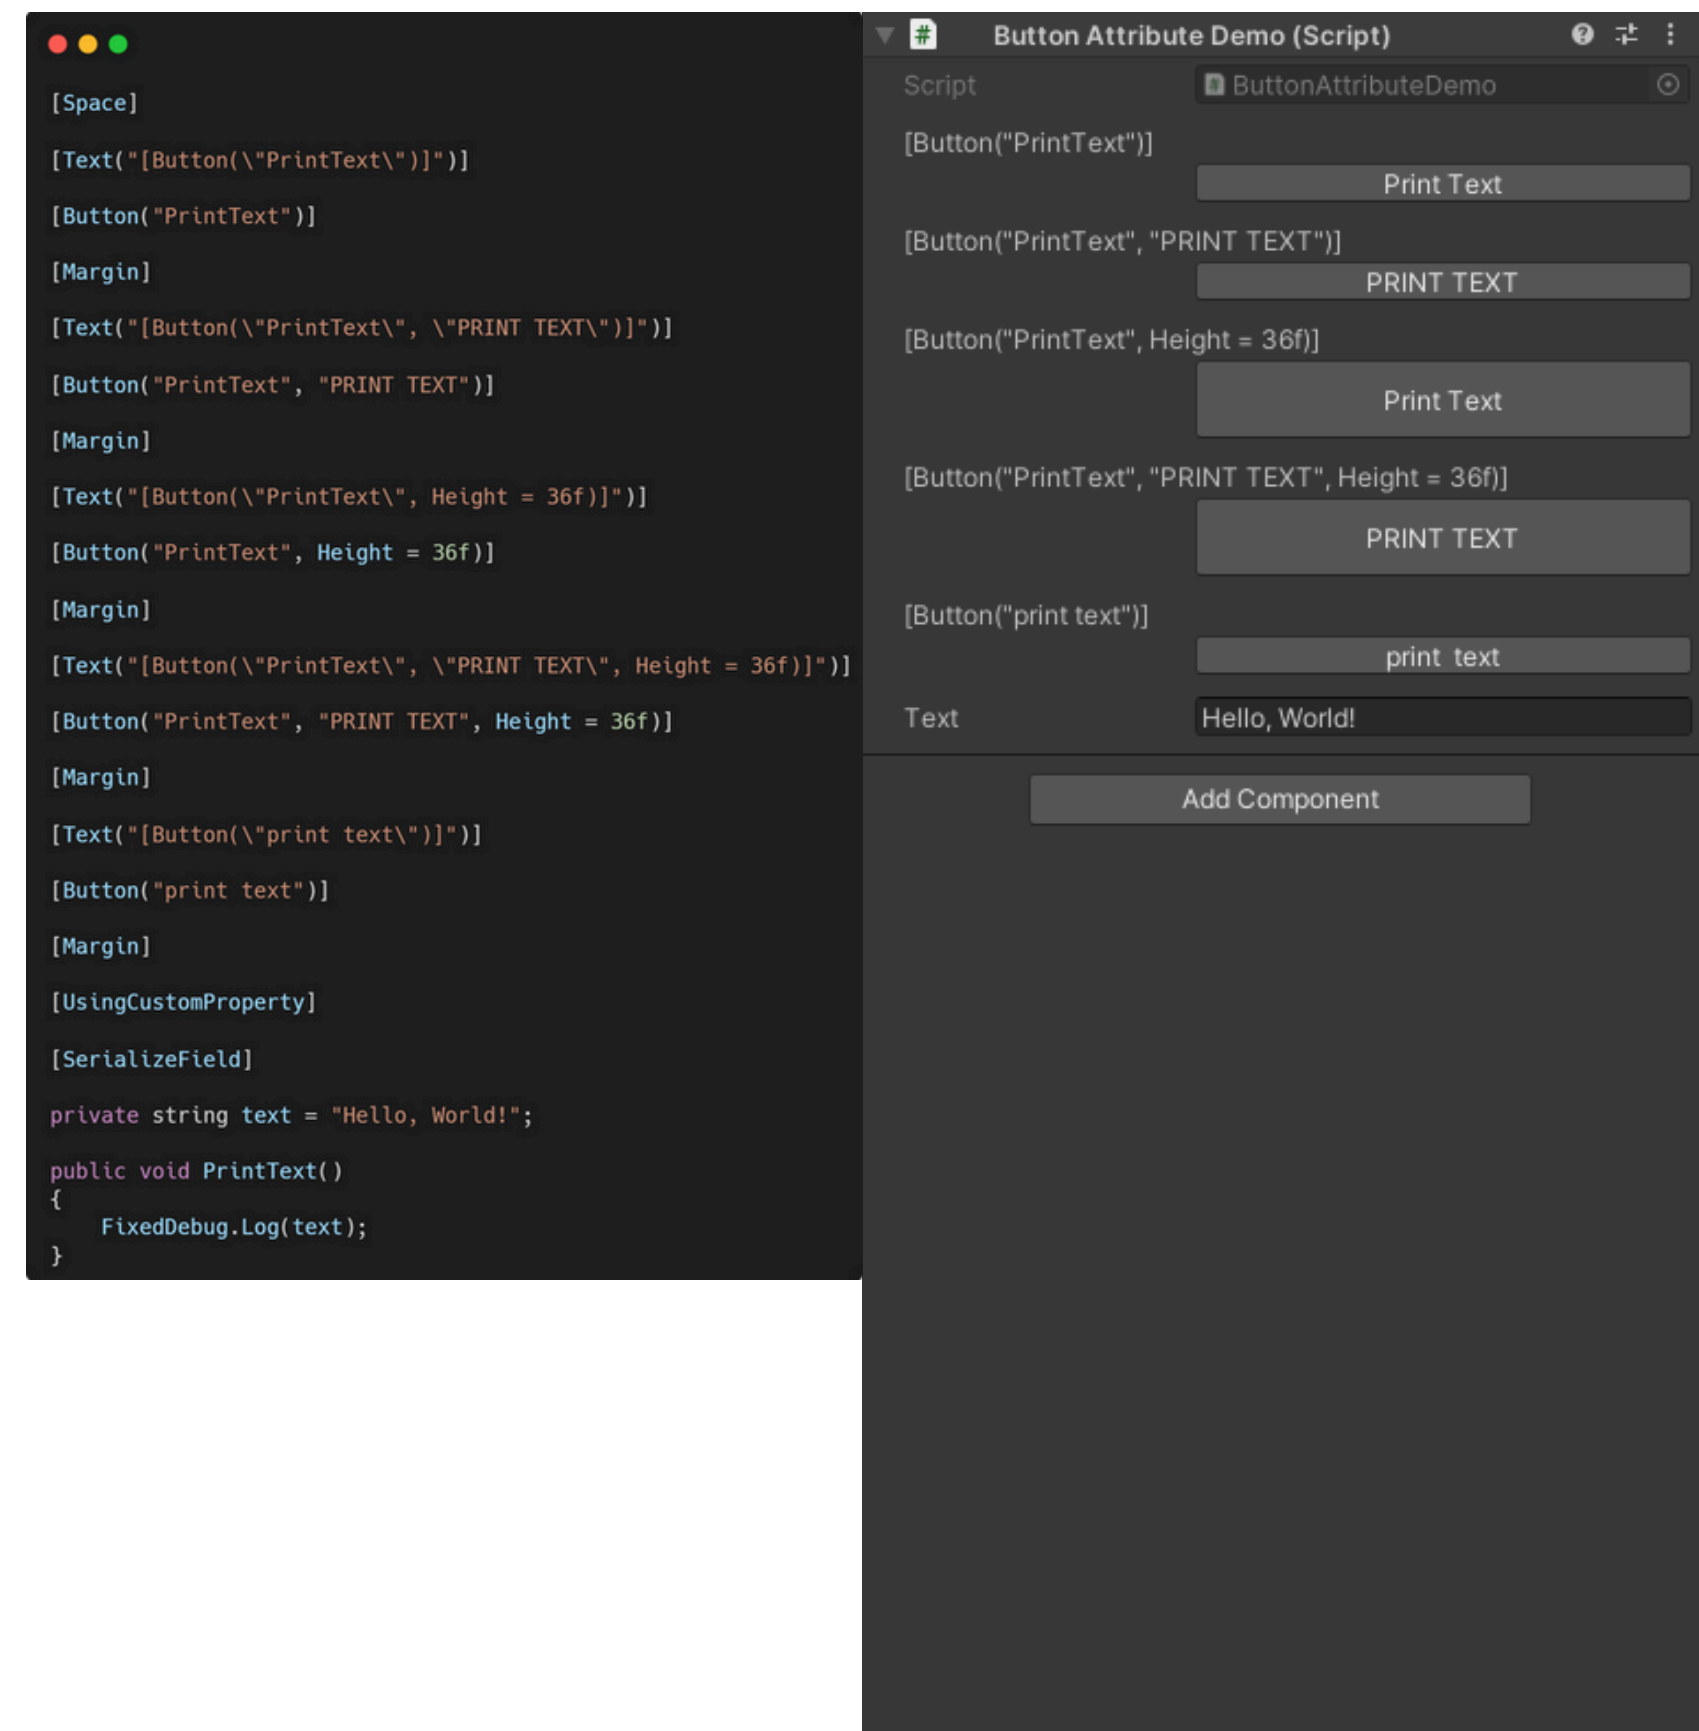 [Space]
[Text("[Button(\"PrintText\")]")]
[Button("PrintText")]
[Margin]
[Text("[Button(\"PrintText\", \"PRINT TEXT\")]")]
[Button("PrintText", "PRINT TEXT")]
[Margin]
[Text("[Button(\"PrintText\", Height = 36f)]")]
[Button("PrintText", Height = 36f)]
[Margin]
[Text("[Button(\"PrintText\", \"PRINT TEXT\", Height = 36f)]")]
[Button("PrintText", "PRINT TEXT", Height = 36f)]
[Margin]
[Text("[Button(\"print text\")]")]
[Button("print text")]
[Margin]
[UsingCustomProperty]
[SerializeField]
private string text = "Hello, World!";
public void PrintText()
{
    FixedDebug.Log(text);
}
Button Attribute Demo (Script)
Script ButtonAttributeDemo
[Button("PrintText")]
Print Text
[Button("PrintText", "PRINT TEXT")]
PRINT TEXT
[Button("PrintText", Height = 36f)]
Print Text
[Button("PrintText", "PRINT TEXT", Height = 36f)]
PRINT TEXT
[Button("print text")]
print  text
Text Hello, World!
Add Component